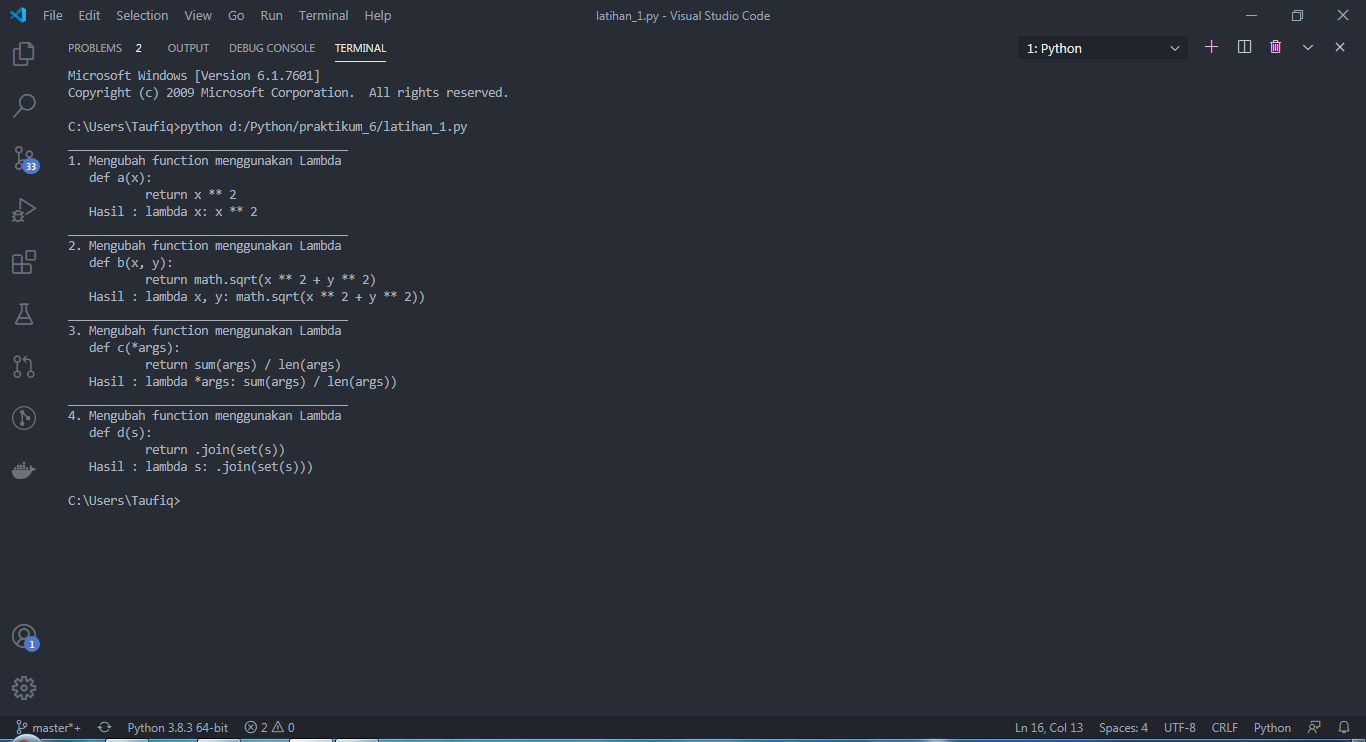 File Edit Selection View Go Run Terminal Help
latihan_1.py - Visual Studio Code
PROBLEMS 2 OUTPUT DEBUG CONSOLE TERMINAL
1: Python
Microsoft Windows [Version 6.1.7601]
Copyright (c) 2009 Microsoft Corporation.  All rights reserved.
C:\Users\Taufiq>python d:/Python/praktikum_6/latihan_1.py
________________________________________
1. Mengubah function menggunakan Lambda
def a(x):
return x ** 2
Hasil : lambda x: x ** 2
________________________________________
2. Mengubah function menggunakan Lambda
def b(x, y):
return math.sqrt(x ** 2 + y ** 2)
Hasil : lambda x, y: math.sqrt(x ** 2 + y ** 2))
________________________________________
3. Mengubah function menggunakan Lambda
def c(*args):
return sum(args) / len(args)
Hasil : lambda *args: sum(args) / len(args))
________________________________________
4. Mengubah function menggunakan Lambda
def d(s):
return .join(set(s))
Hasil : lambda s: .join(set(s)))
C:\Users\Taufiq>
33
1
master*+ Python 3.8.3 64-bit 2 0 Ln 16, Col 13 Spaces: 4 UTF-8 CRLF Python